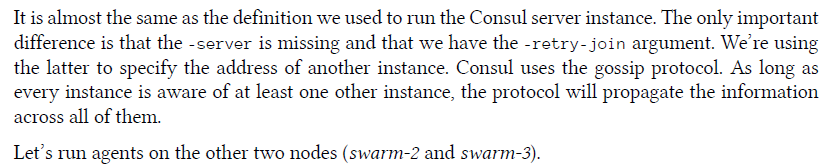 It is almost the same as the definition we used to run the Consul server instance. The only important
difference is that the -server is missing and that we have the -retry-join argument. We’re using
the latter to specify the address of another instance. Consul uses the gossip protocol. As long as
every instance is aware of at least one other instance, the protocol will propagate the information
across all of them.
Let’s run agents on the other two nodes (swarm-2 and swarm-3).